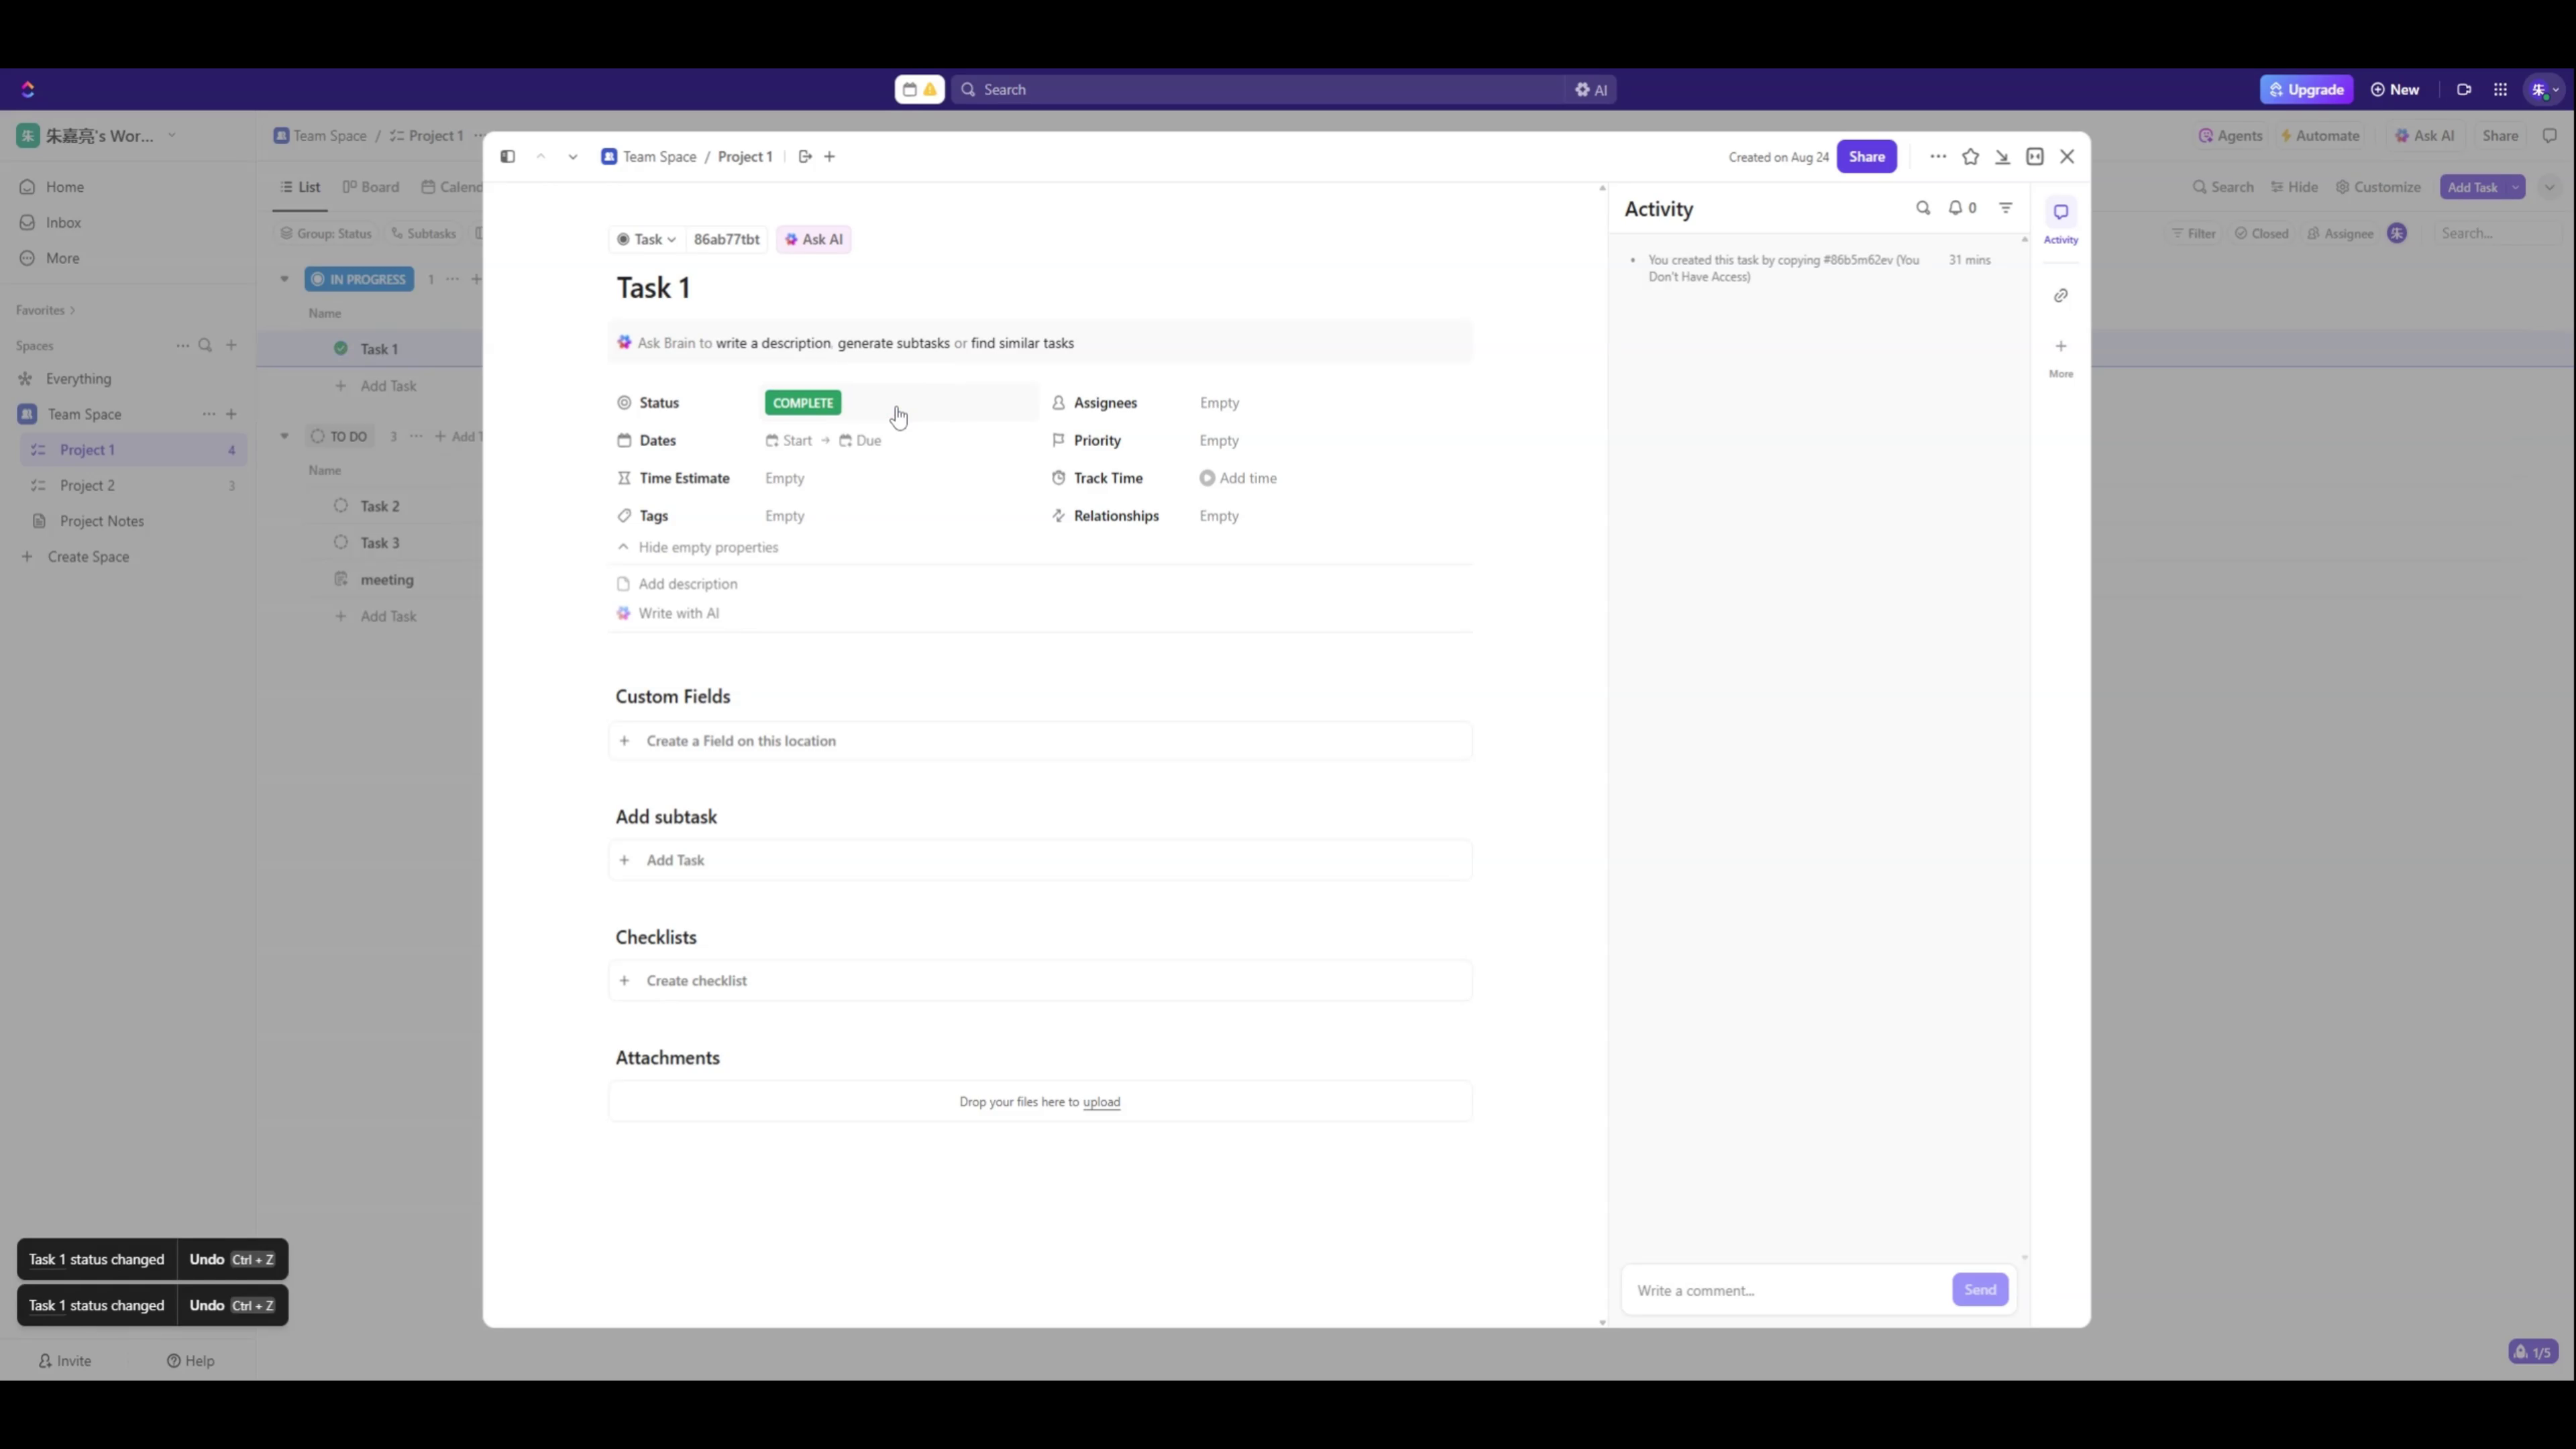 Search
AI
Upgrade
New
朱
朱 朱嘉亮's Wor...
Home
Inbox
More
Favorites
Spaces
Everything
Team Space
Project 1 4
Project 2 3
Project Notes
Create Space
Team Space / Project 1
List Board Calend
Group: Status Subtasks
IN PROGRESS 1
Name
Task 1
Add Task
TO DO 3 + Add T
Name
Task 2
Task 3
meeting
Add Task
Agents Automate Ask AI Share
Search Hide Customize Add Task
Filter Closed Assignee 朱 Search...
Team Space / Project 1
Created on Aug 24 Share
Task 86ab77tbt Ask AI
Task 1
Ask Brain to write a description, generate subtasks or find similar tasks
Status COMPLETE Assignees Empty
Dates Start → Due Priority Empty
Time Estimate Empty Track Time Add time
Tags Empty Relationships Empty
Hide empty properties
Add description
Write with AI
Custom Fields
+ Create a Field on this location
Add subtask
+ Add Task
Checklists
+ Create checklist
Attachments
Drop your files here to upload
Activity 0
You created this task by copying #86b5m62ev (You 31 mins
Don't Have Access)
Write a comment... Send
Activity
More
Task 1 status changed Undo Ctrl + Z
Task 1 status changed Undo Ctrl + Z
Invite Help
1/5